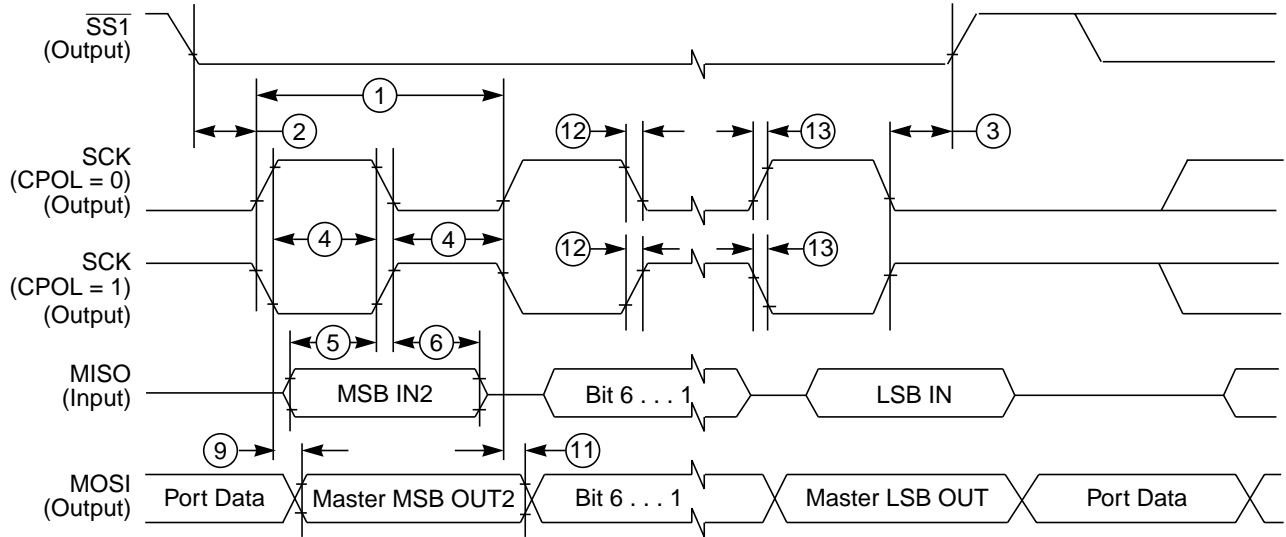 SS1
(Output)
1
2
12
13
3
SCK
(CPOL = 0)
(Output)
4
4
12
13
SCK
(CPOL = 1)
(Output)
5
6
MISO
(Input)
MSB IN2
Bit 6 . . . 1
LSB IN
9
11
MOSI
(Output)
Port Data
Master MSB OUT2
Bit 6 . . . 1
Master LSB OUT
Port Data